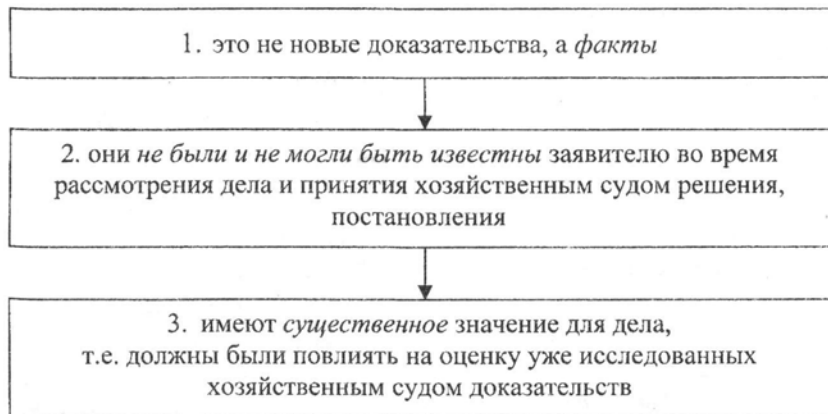 1. это не новые доказательства, а факты
2. они не были и не могли быть известны заявителю во время
рассмотрения дела и принятия хозяйственным судом решения,
постановления
3. имеют существенное значение для дела,
т.е. должны были повлиять на оценку уже исследованных
хозяйственным судом доказательств